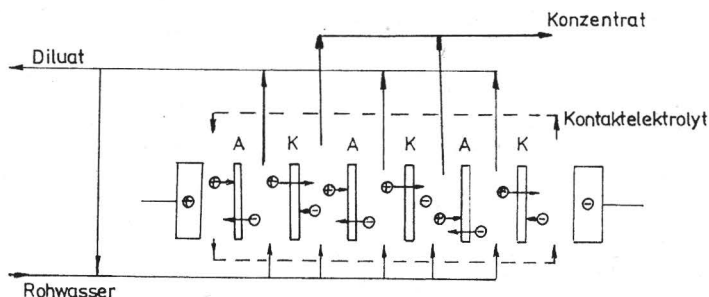 Konzentrat
Diluat
Kontaktelektrolyt
A K A K A K
Rohwasser